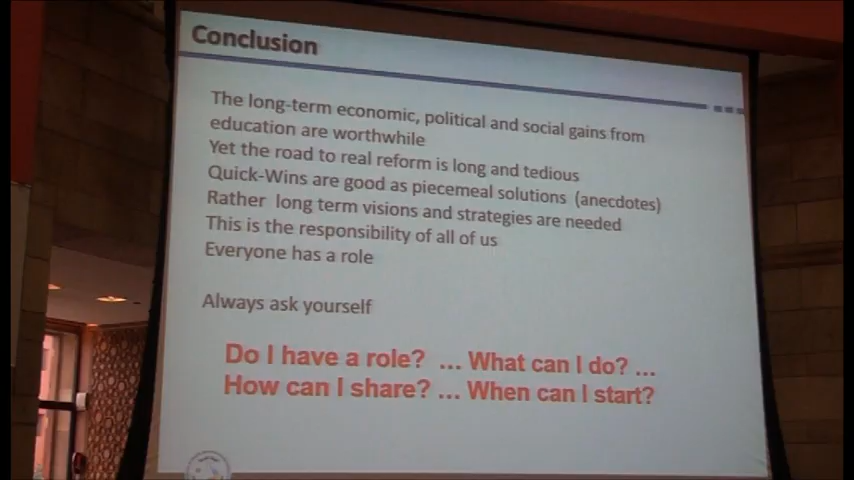 Conclusion
The long-term economic, political and social gains from
education are worthwhile
Yet the road to real reform is long and tedious
Quick-Wins are good as piecemeal solutions (anecdotes)
Rather long term visions and strategies are needed
This is the responsibility of all of us
Everyone has a role
Always ask yourself
Do I have a role? ... What can I do? ...
How can I share? ... When can I start?